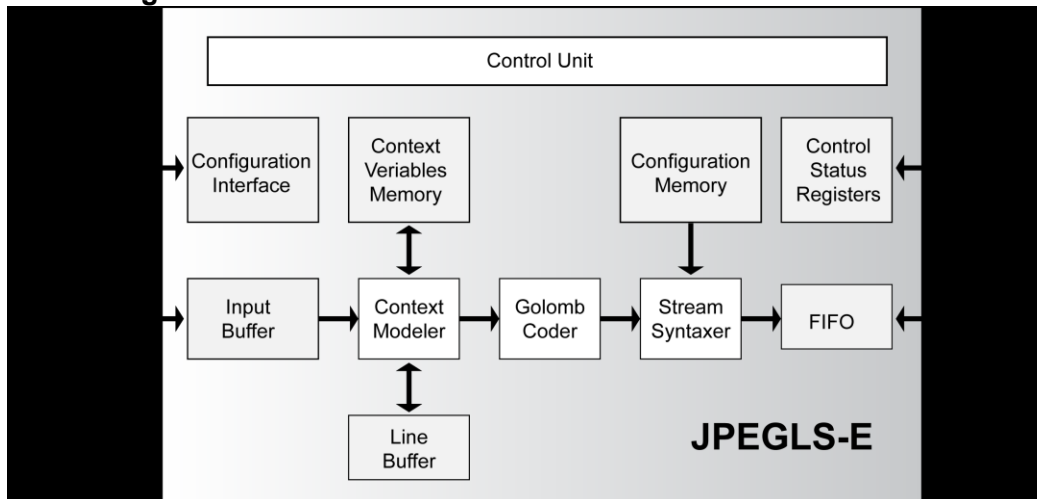 Control Unit
Configuration
Interface
Context
Veriables
Memory
Configuration
Memory
Control
Status
Registers
Input
Buffer
Context
Modeler
Golomb
Coder
Stream
Syntaxer
FIFO
Line
Buffer
JPEGLS-E